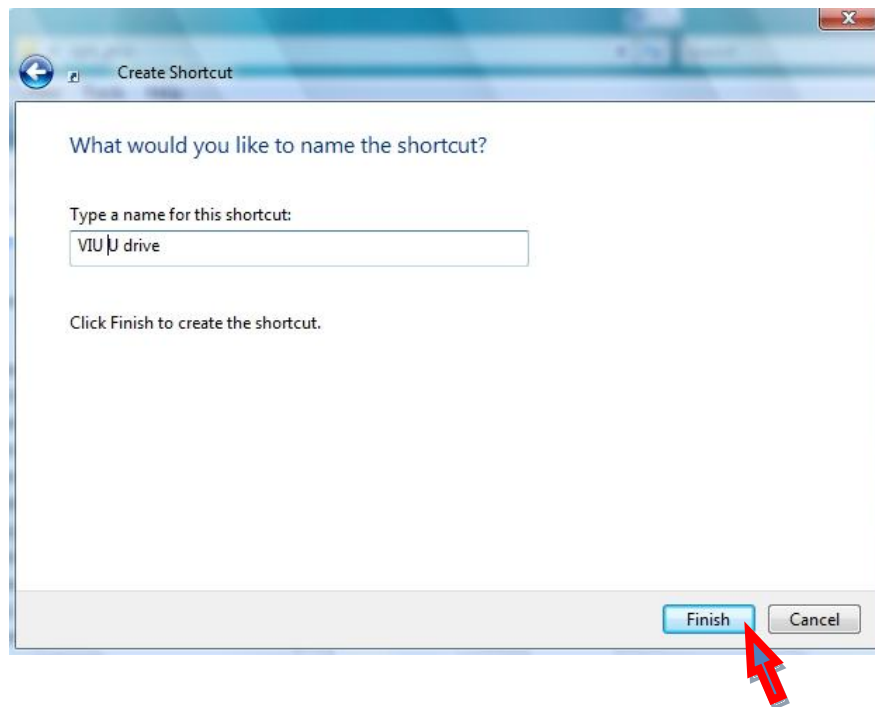 Create Shortcut
What would you like to name the shortcut?
Type a name for this shortcut:
VIU U drive
Click Finish to create the shortcut.
Finish Cancel